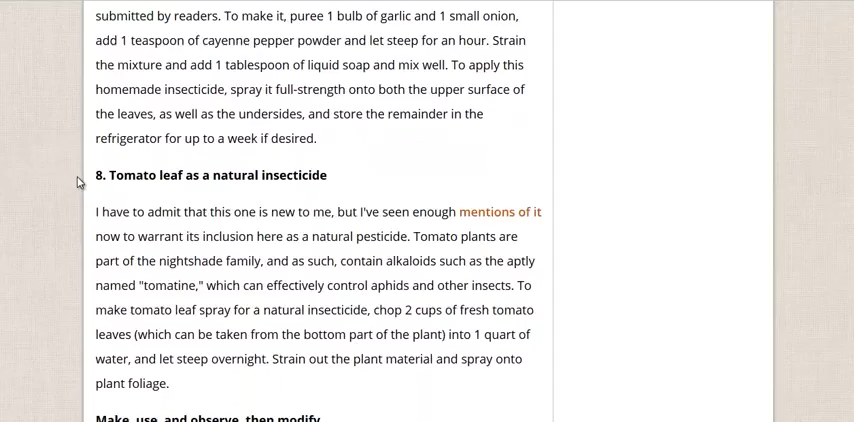 submitted by readers. To make it, puree 1 bulb of garlic and 1 small onion,
add 1 teaspoon of cayenne pepper powder and let steep for an hour. Strain
the mixture and add 1 tablespoon of liquid soap and mix well. To apply this
homemade insecticide, spray it full-strength onto both the upper surface of
the leaves, as well as the undersides, and store the remainder in the
refrigerator for up to a week if desired.
8. Tomato leaf as a natural insecticide
I have to admit that this one is new to me, but I've seen enough mentions of it
now to warrant its inclusion here as a natural pesticide. Tomato plants are
part of the nightshade family, and as such, contain alkaloids such as the aptly
named "tomatine," which can effectively control aphids and other insects. To
make tomato leaf spray for a natural insecticide, chop 2 cups of fresh tomato
leaves (which can be taken from the bottom part of the plant) into 1 quart of
water, and let steep overnight. Strain out the plant material and spray onto
plant foliage.
Make, use, and observe, then modify